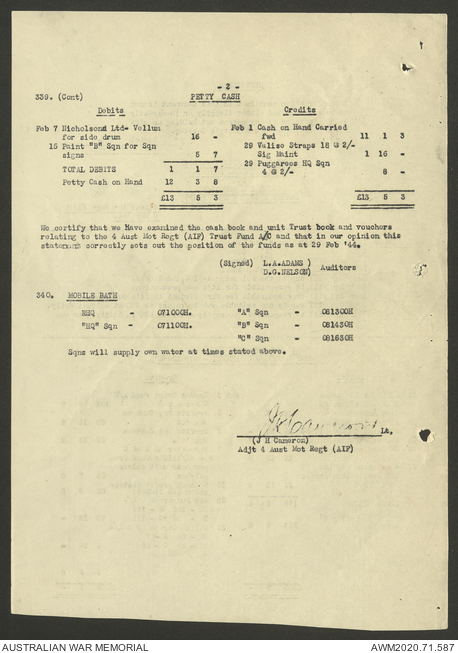 - 2 -
339. (Cont) PETTY CASH
Debits Credits
Feb 7 Nicholsons Ltd- Vellum for side drum 16 -
15 Paint "B" Sqn for Sqn signs 5 7
TOTAL DEBITS 1 1 7
Petty Cash on Hand 12 3 8
£13 5 3
Feb 1 Cash on Hand Carried fwd 11 1 3
29 Valise Straps 18 @ 2/- Sig Maint 1 16 -
29 Puggarees HQ Sqn 4 @ 2/- 8 -
£13 5 3
We certify that we Have examined the cash book and unit Trust book and vouchers
relating to the 4 Aust Mot Regt (AIF) Trust Fund A/C and that in our opinion this
statement correctly sets out the position of the funds as at 29 Feb '44.
(Signed) L.A.ADAMS )
D.G.NELSON) Auditors
340. MOBILE BATH
RHQ - 071000H. "A" Sqn - 081300H
"HQ" Sqn - 071100H. "B" Sqn - 081430H
"C" Sqn - 081630H
Sqns will supply own water at times stated above.
J H Cameron Lt.
(J H Cameron)
Adjt 4 Aust Mot Regt (AIF)
AUSTRALIAN WAR MEMORIAL AWM2020.71.587